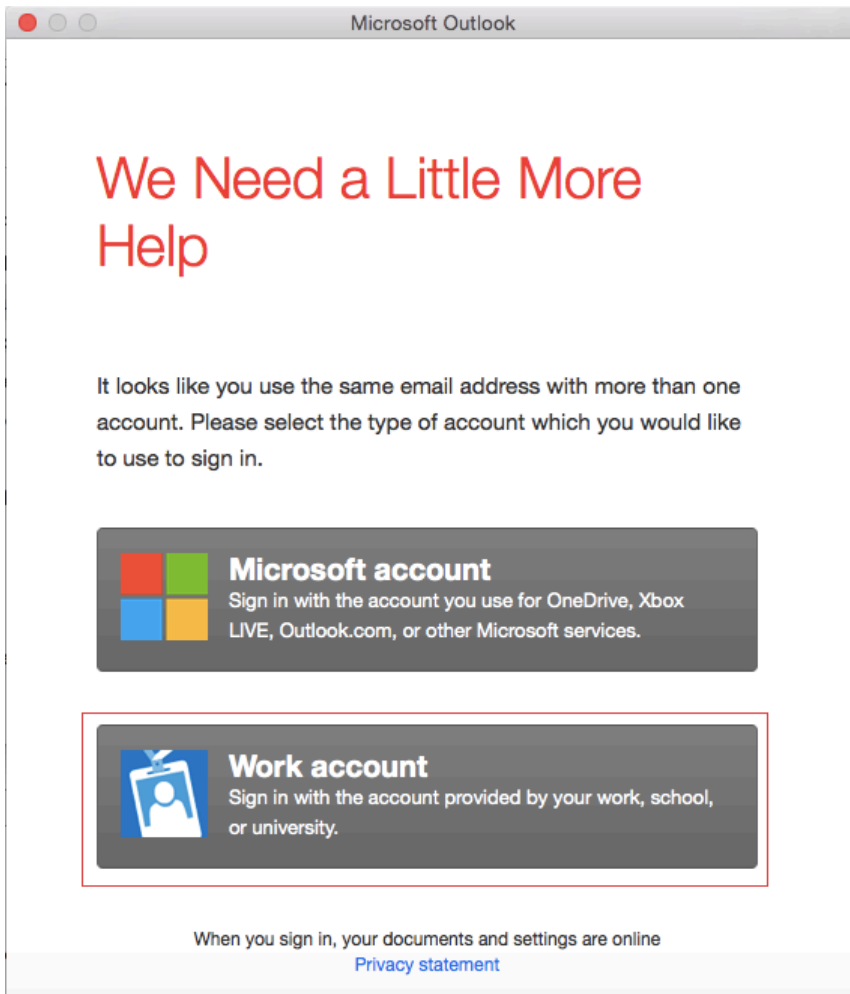 Microsoft Outlook
We Need a Little More
Help
It looks like you use the same email address with more than one
account. Please select the type of account which you would like
to use to sign in.
Microsoft account
Sign in with the account you use for OneDrive, Xbox
LIVE, Outlook.com, or other Microsoft services.
Work account
Sign in with the account provided by your work, school,
or university.
When you sign in, your documents and settings are online
Privacy statement